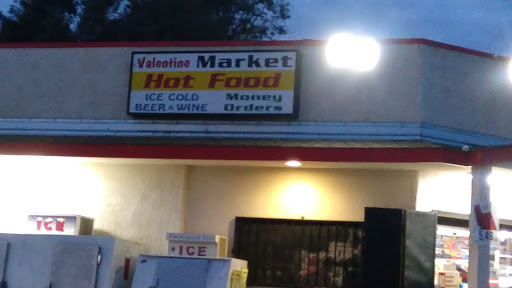 Valentine Market
Hot Food
ICE COLD
BEER & WINE
Money
Orders
ICE
ICE